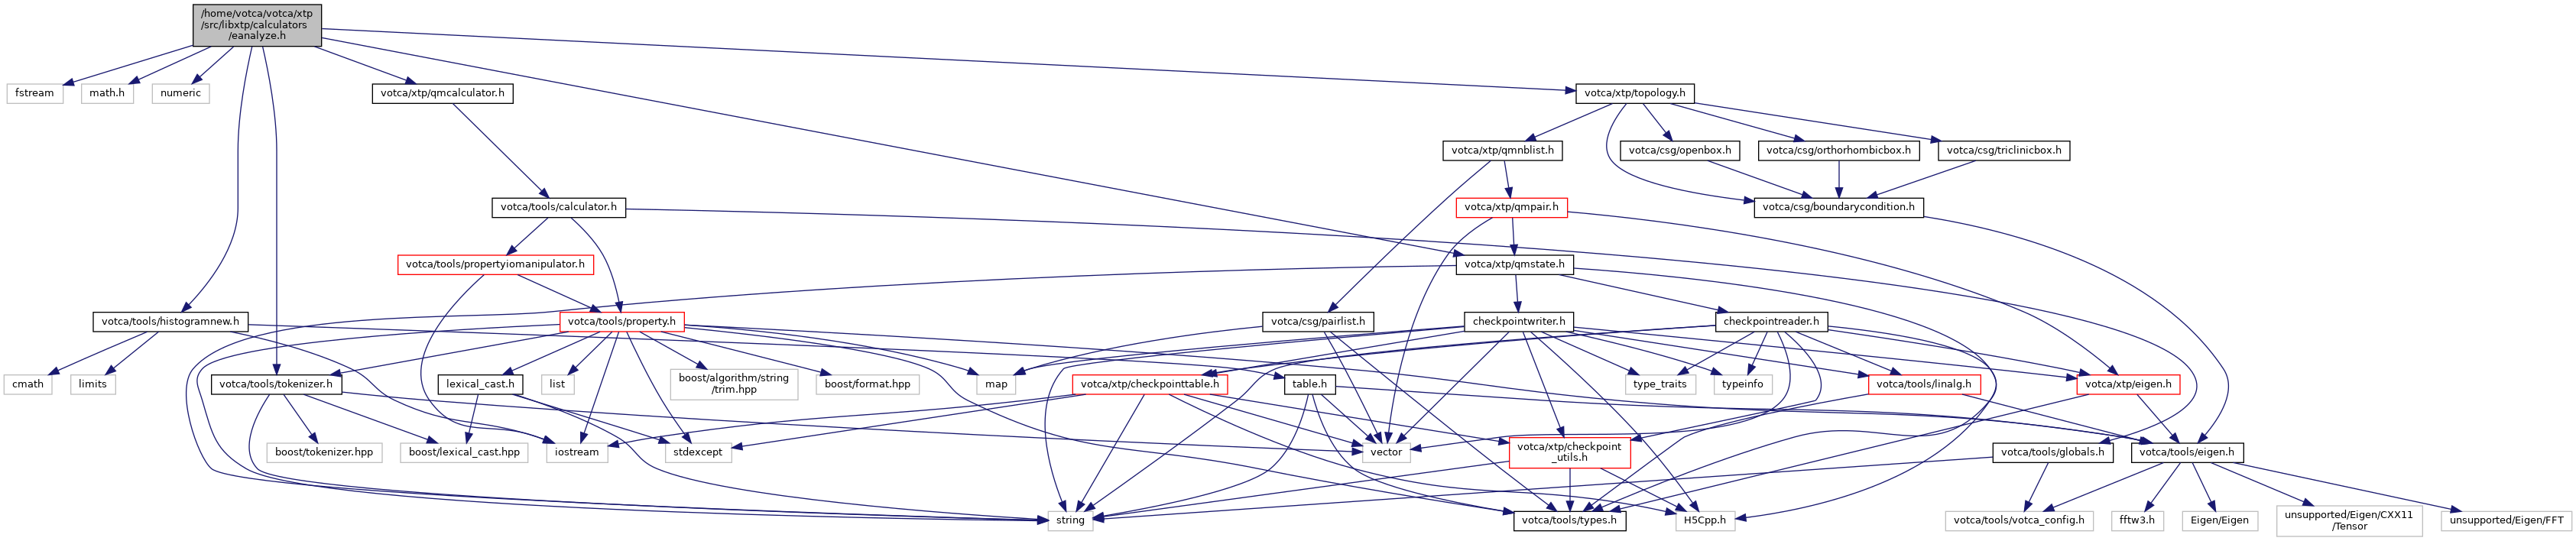 /home/votca/votca/xtp
/src/libxtp/calculators
/eanalyze.h
fstream
math.h
numeric
votca/xtp/qmcalculator.h
votca/xtp/topology.h
votca/xtp/qmnblist.h
votca/csg/openbox.h
votca/csg/orthorhombicbox.h
votca/csg/triclinicbox.h
votca/tools/calculator.h
votca/xtp/qmpair.h
votca/csg/boundarycondition.h
votca/tools/propertyiomanipulator.h
votca/xtp/qmstate.h
votca/tools/histogramnew.h
votca/tools/property.h
votca/csg/pairlist.h
checkpointwriter.h
checkpointreader.h
cmath
limits
votca/tools/tokenizer.h
lexical_cast.h
list
boost/algorithm/string
/trim.hpp
boost/format.hpp
map
votca/xtp/checkpointtable.h
table.h
type_traits
typeinfo
votca/tools/linalg.h
votca/xtp/eigen.h
boost/tokenizer.hpp
boost/lexical_cast.hpp
iostream
stdexcept
vector
votca/xtp/checkpoint
_utils.h
votca/tools/globals.h
votca/tools/eigen.h
string
votca/tools/types.h
H5Cpp.h
votca/tools/votca_config.h
fftw3.h
Eigen/Eigen
unsupported/Eigen/CXX11
/Tensor
unsupported/Eigen/FFT